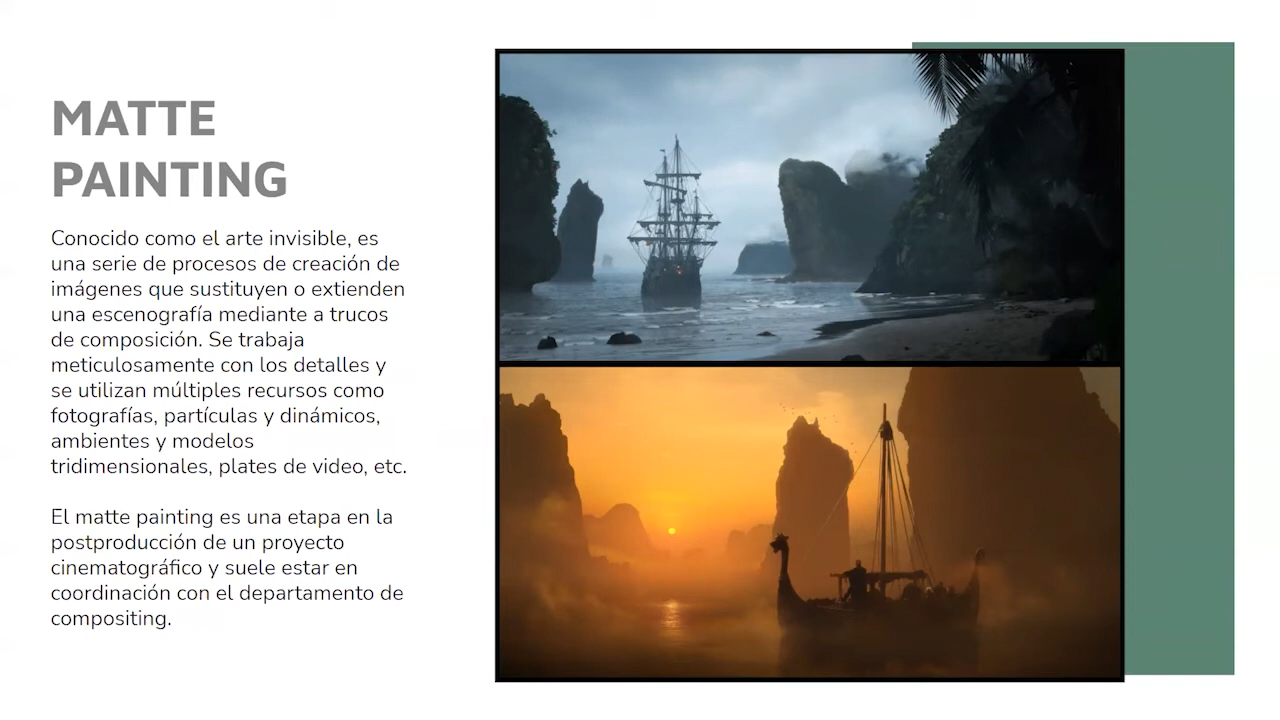 MATTE
PAINTING
Conocido como el arte invisible, es
una serie de procesos de creación de
imágenes que sustituyen o extienden
una escenografía mediante a trucos
de composición. Se trabaja
meticulosamente con los detalles y
se utilizan múltiples recursos como
fotografías, partículas y dinámicos,
ambientes y modelos
tridimensionales, plates de video, etc.
El matte painting es una etapa en la
postproducción de un proyecto
cinematográfico y suele estar en
coordinación con el departamento de
compositing.